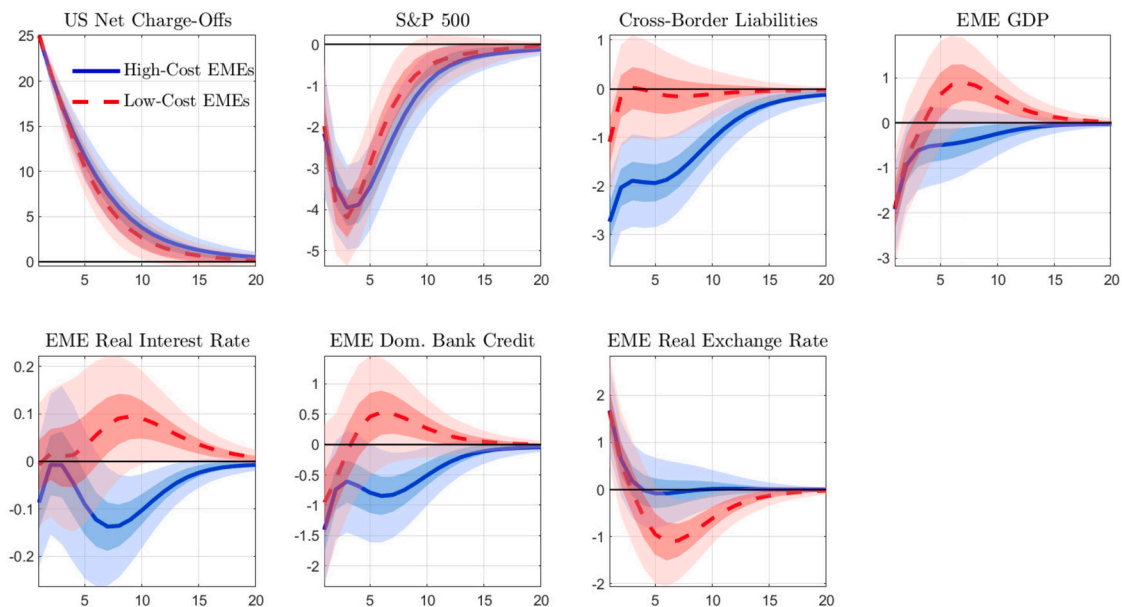 US Net Charge-Offs
25
20
15
10
5
0
5 10 15 20
High-Cost EMEs
Low-Cost EMEs
S&P 500
0
-1
-2
-3
-4
-5
5 10 15 20
Cross-Border Liabilities
1
0
-1
-2
-3
5 10 15 20
EME GDP
1
0
-1
-2
-3
5 10 15 20
EME Real Interest Rate
0.2
0.1
0
-0.1
-0.2
5 10 15 20
EME Dom. Bank Credit
1
0.5
0
-0.5
-1
-1.5
-2
5 10 15 20
EME Real Exchange Rate
2
1
0
-1
-2
5 10 15 20